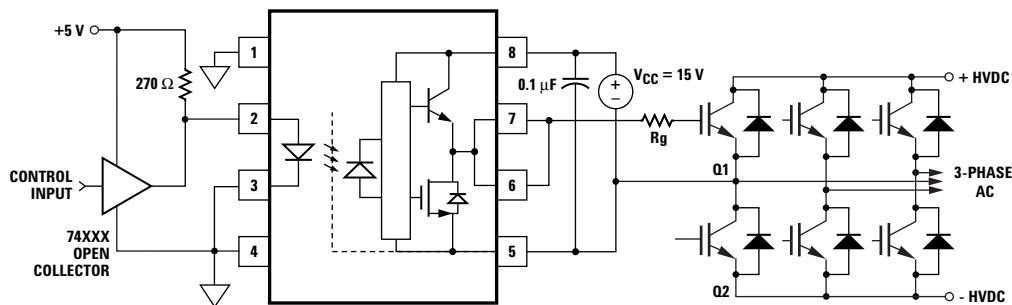 +5 V
270 Ω
CONTROL
INPUT
74XXX
OPEN
COLLECTOR
1
2
3
4
8
7
6
5
0.1 μF
+
−
VCC = 15 V
Rg
+ HVDC
Q1
3-PHASE
AC
Q2
- HVDC